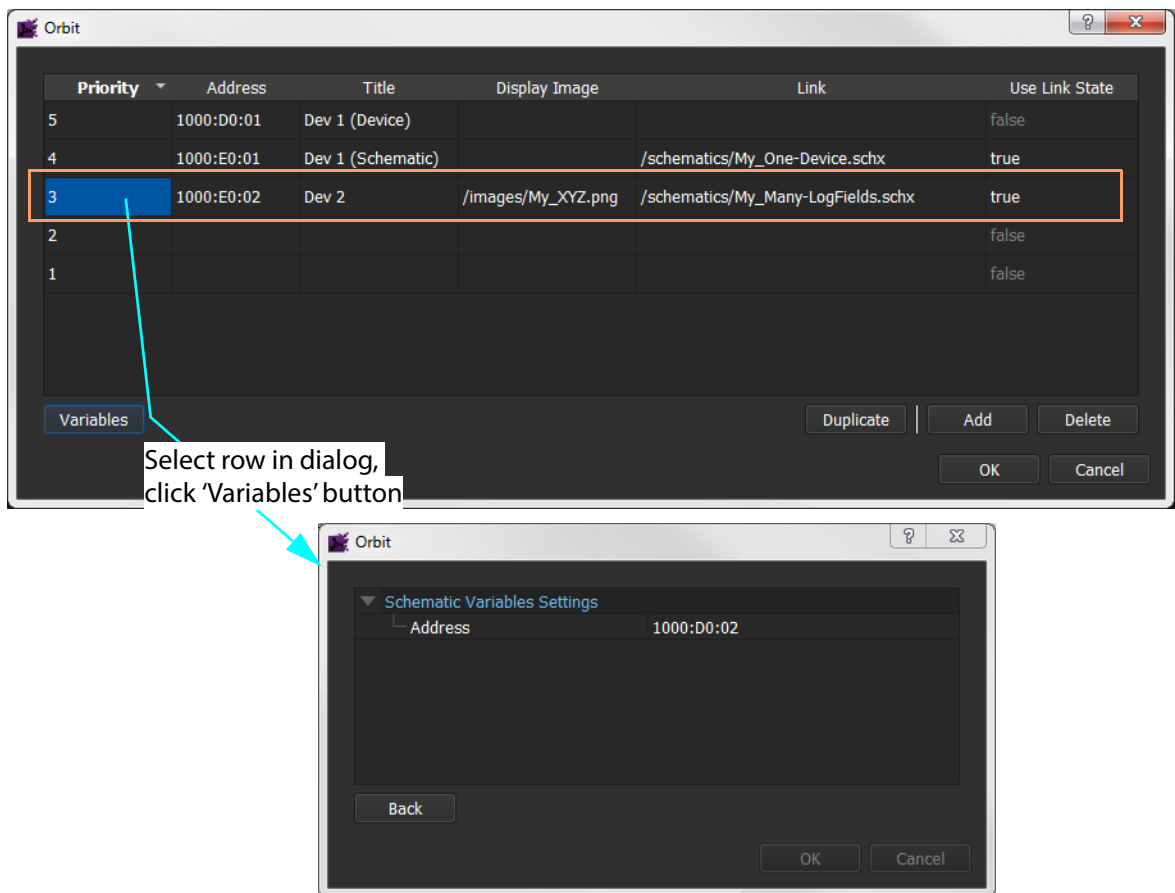 Orbit
Priority Address Title Display Image Link Use Link State
5 1000:D0:01 Dev 1 (Device) false
4 1000:E0:01 Dev 1 (Schematic) /schematics/My_One-Device.schx true
3 1000:E0:02 Dev 2 /images/My_XYZ.png /schematics/My_Many-LogFields.schx true
2 false
1 false
Variables Duplicate Add Delete
OK Cancel
Select row in dialog,
click ‘Variables’ button
Orbit
Schematic Variables Settings
Address 1000:D0:02
Back
OK Cancel